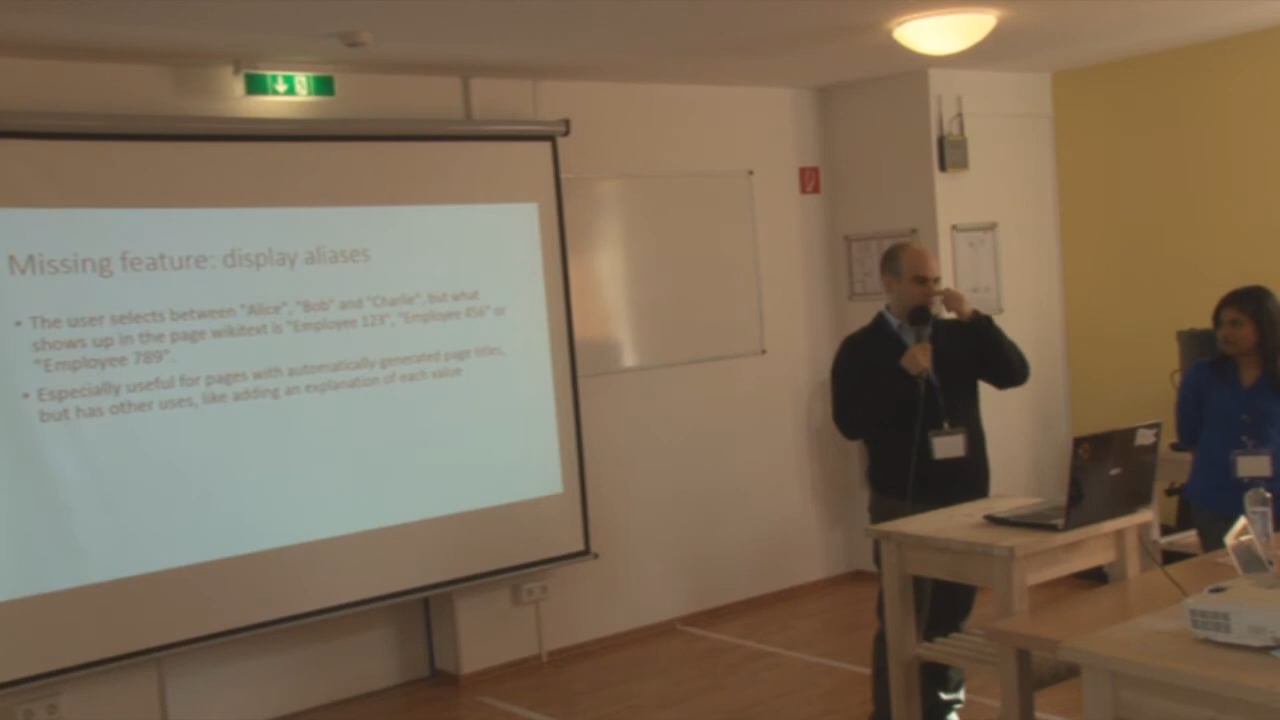 Missing feature: display aliases
• The user selects between "Alice", "Bob" and "Charlie", but what
shows up in the page wikitext is "Employee 123", "Employee 456" or
"Employee 789".
• Especially useful for pages with automatically-generated page titles,
but has other uses, like adding an explanation of each value